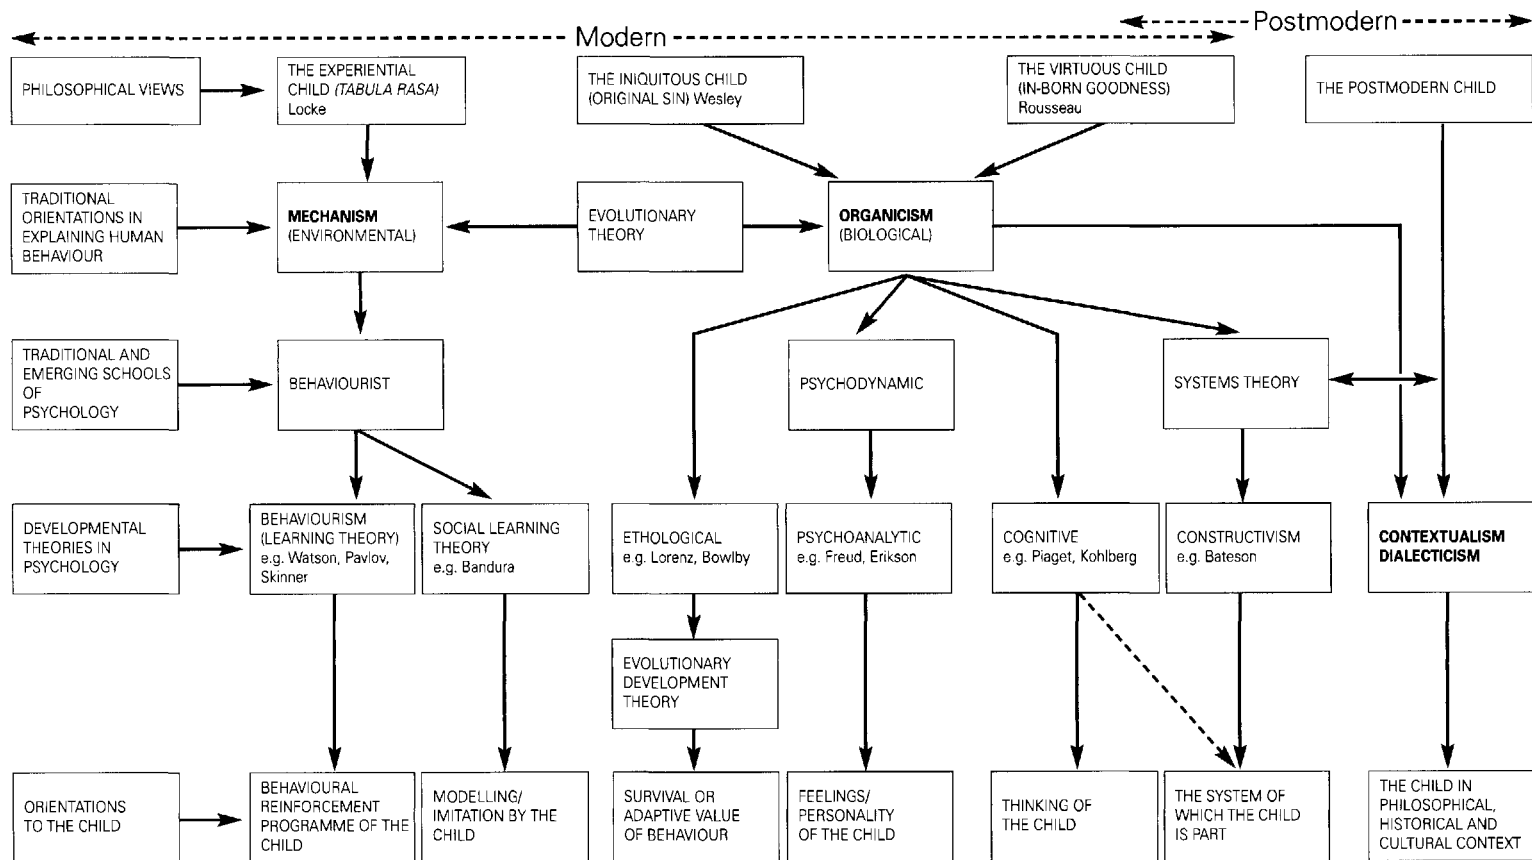 Modern
Postmodern
PHILOSOPHICAL VIEWS
THE EXPERIENTIAL
CHILD (TABULA RASA)
Locke
THE INIQUITOUS CHILD
(ORIGINAL SIN) Wesley
THE VIRTUOUS CHILD
(IN-BORN GOODNESS)
Rousseau
THE POSTMODERN CHILD
TRADITIONAL
ORIENTATIONS IN
EXPLAINING HUMAN
BEHAVIOUR
MECHANISM
(ENVIRONMENTAL)
EVOLUTIONARY
THEORY
ORGANICISM
(BIOLOGICAL)
TRADITIONAL AND
EMERGING SCHOOLS
OF
PSYCHOLOGY
BEHAVIOURIST
PSYCHODYNAMIC
SYSTEMS THEORY
DEVELOPMENTAL
THEORIES IN
PSYCHOLOGY
BEHAVIOURISM
(LEARNING THEORY)
e.g. Watson, Pavlov,
Skinner
SOCIAL LEARNING
THEORY
e.g. Bandura
ETHOLOGICAL
e.g. Lorenz, Bowlby
PSYCHOANALYTIC
e.g. Freud, Erikson
COGNITIVE
e.g. Piaget, Kohlberg
CONSTRUCTIVISM
e.g. Bateson
CONTEXTUALISM
DIALECTICISM
EVOLUTIONARY
DEVELOPMENT
THEORY
ORIENTATIONS
TO THE CHILD
BEHAVIOURAL
REINFORCEMENT
PROGRAMME OF THE
CHILD
MODELLING/
IMITATION BY THE
CHILD
SURVIVAL OR
ADAPTIVE VALUE
OF BEHAVIOUR
FEELINGS/
PERSONALITY
OF THE CHILD
THINKING OF
THE CHILD
THE SYSTEM OF
WHICH THE CHILD
IS PART
THE CHILD IN
PHILOSOPHICAL,
HISTORICAL AND
CULTURAL CONTEXT